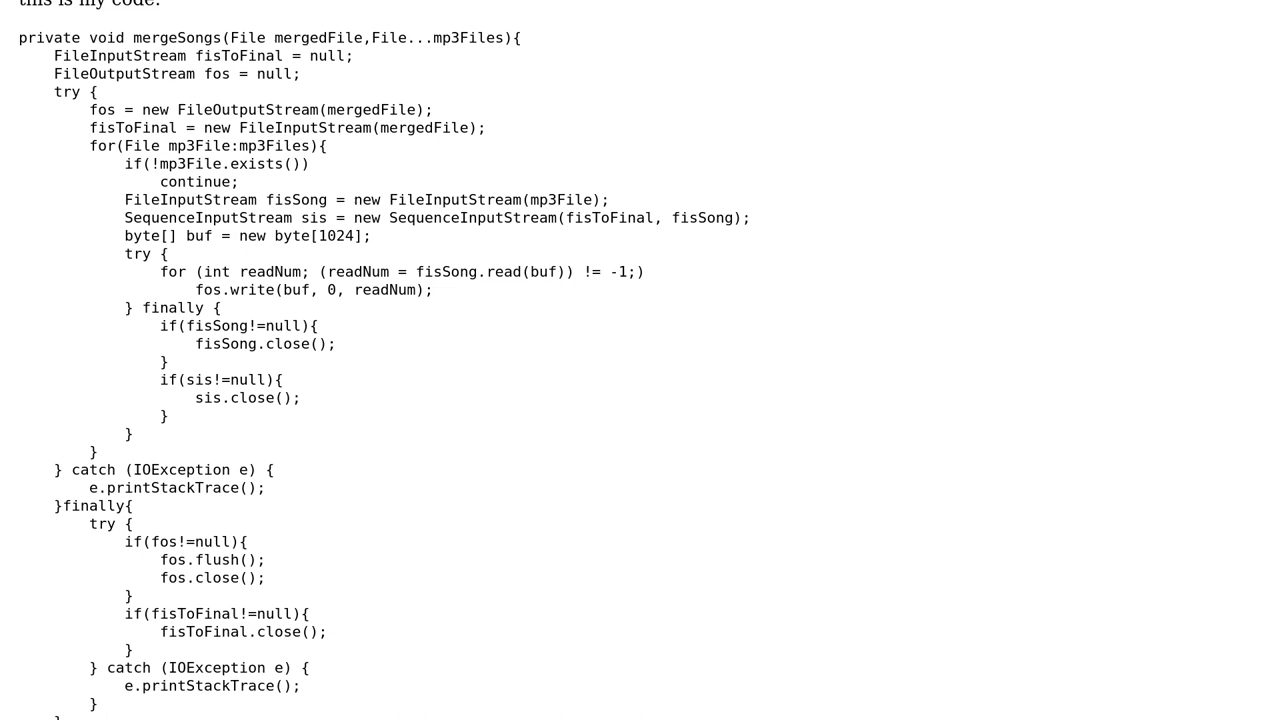 this is my code:
private void mergeSongs(File mergedFile,File...mp3Files){
    FileInputStream fisToFinal = null;
    FileOutputStream fos = null;
    try {
        fos = new FileOutputStream(mergedFile);
        fisToFinal = new FileInputStream(mergedFile);
        for(File mp3File:mp3Files){
            if(!mp3File.exists())
                continue;
            FileInputStream fisSong = new FileInputStream(mp3File);
            SequenceInputStream sis = new SequenceInputStream(fisToFinal, fisSong);
            byte[] buf = new byte[1024];
            try {
                for (int readNum; (readNum = fisSong.read(buf)) != -1;)
                    fos.write(buf, 0, readNum);
            } finally {
                if(fisSong!=null){
                    fisSong.close();
                }
                if(sis!=null){
                    sis.close();
                }
            }
        }
    } catch (IOException e) {
        e.printStackTrace();
    }finally{
        try {
            if(fos!=null){
                fos.flush();
                fos.close();
            }
            if(fisToFinal!=null){
                fisToFinal.close();
            }
        } catch (IOException e) {
            e.printStackTrace();
        }
    }